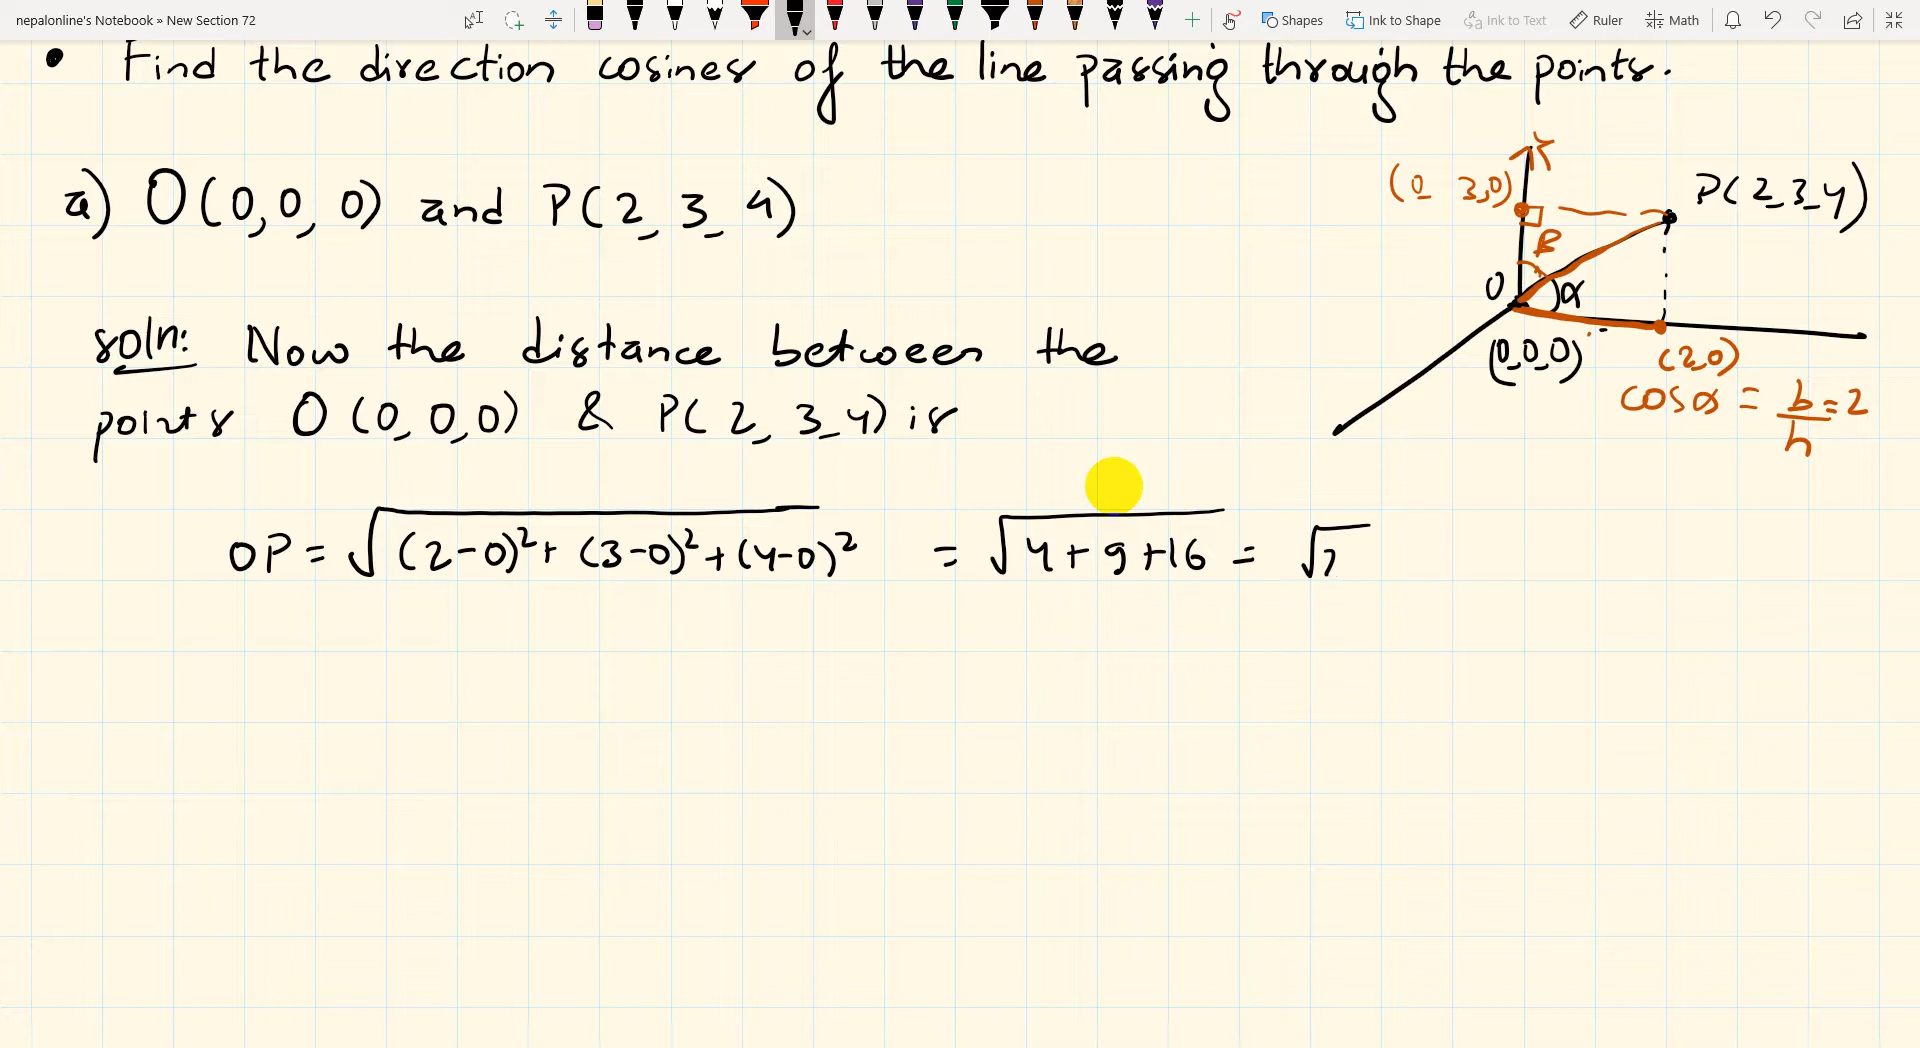 nepalonline's Notebook » New Section 72
Shapes
Ink to Shape
Ink to Text
Ruler
Math
• Find the direction cosines of the line passing through the points.
a) O(0, 0, 0) and P(2, 3, 4)
(0, 3,0)
P(2,3,4)
β
O
α
(0,0,0)
(2,0)
cosα = b/h = 2
soln: Now the distance between the
points O(0, 0, 0) & P(2, 3, 4) is
OP = √(2-0)² + (3-0)² + (4-0)² = √4 + 9 + 16 = √2